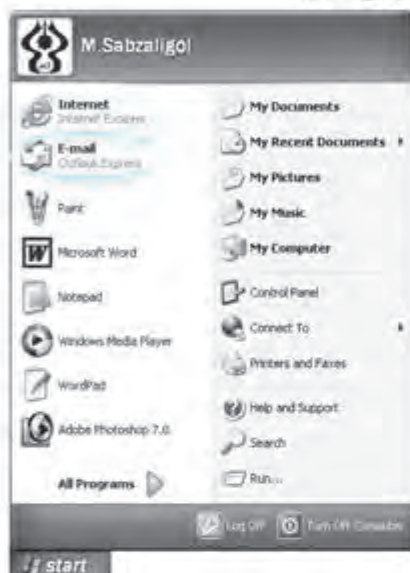 M.Sabzaligol
Internet
Internet Explorer
E-mail
Outlook Express
Paint
Microsoft Word
Notepad
Windows Media Player
WordPad
Adobe Photoshop 7.0
All Programs
My Documents
My Recent Documents
My Pictures
My Music
My Computer
Control Panel
Connect To
Printers and Faxes
Help and Support
Search
Run...
Log Off
Turn Off Computer
start